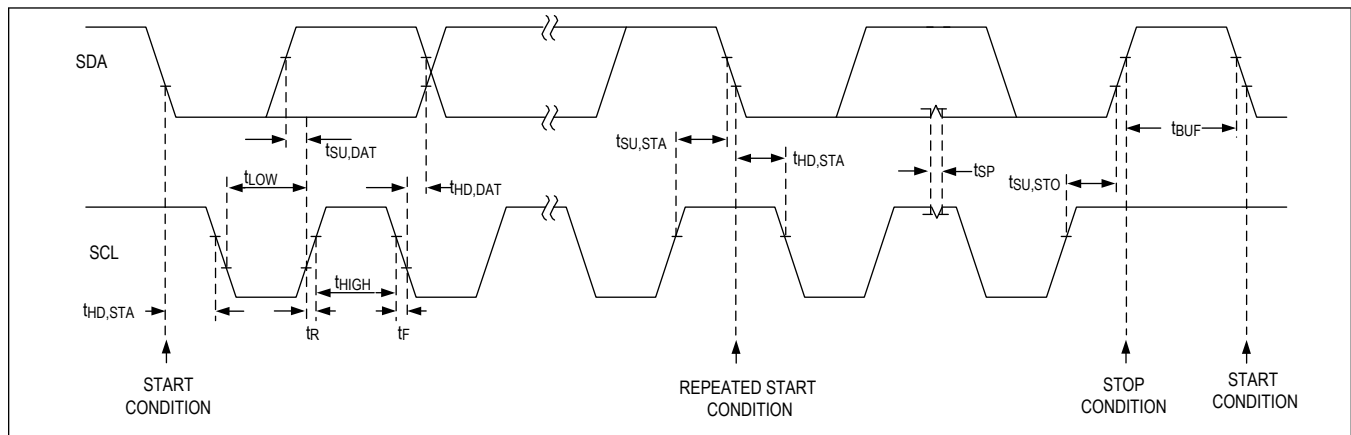 SDA
tSU,DAT
tLOW
tHD,DAT
tSU,STA
tHD,STA
tSP
tBUF
tSU,STO
SCL
tHIGH
tHD,STA
tR
tF
START
CONDITION
REPEATED START
CONDITION
STOP
CONDITION
START
CONDITION